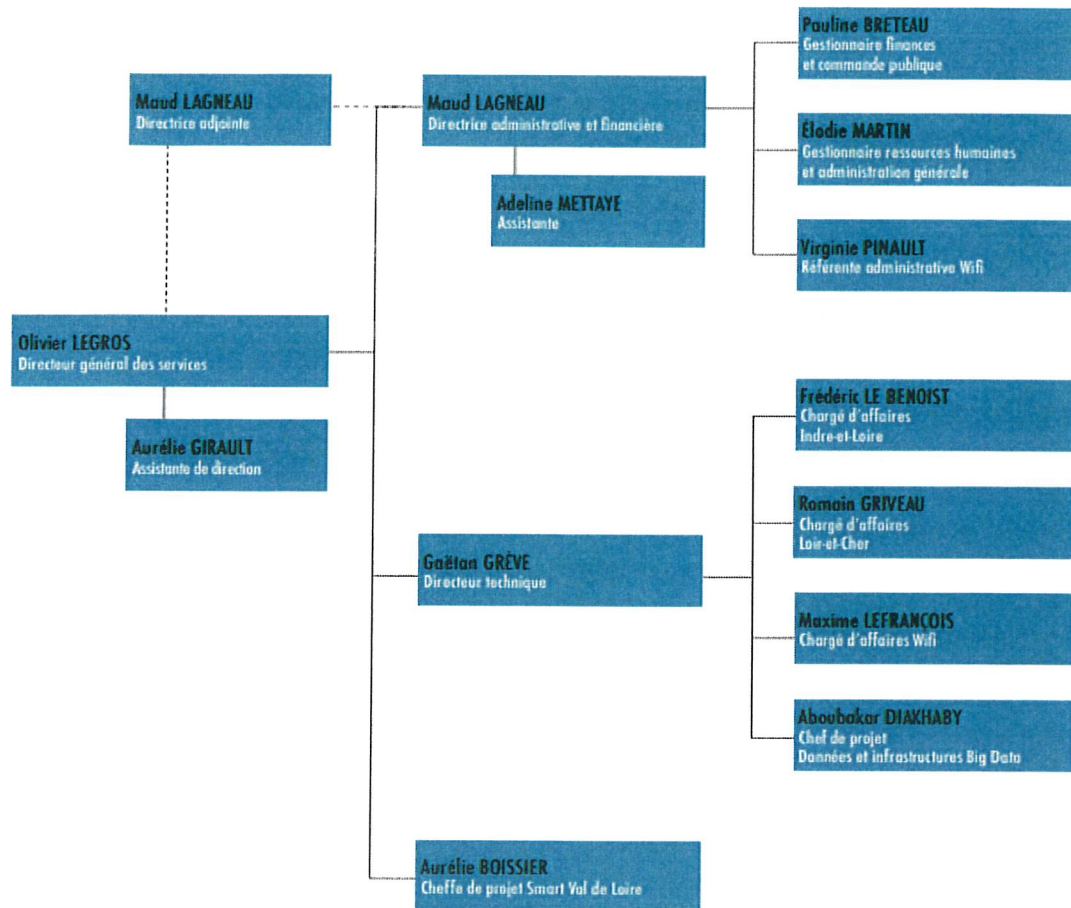 Maud LAGNEAU
Directrice adjointe
Olivier LEGROS
Directeur général des services
Aurélie GIRAULT
Assistante de direction
Maud LAGNEAU
Directrice administrative et financière
Adeline METTAYE
Assistante
Pauline BRETEAU
Gestionnaire finances
et commande publique
Élodie MARTIN
Gestionnaire ressources humaines
et administration générale
Virginie PINAULT
Référente administrative Wifi
Gaëtan GRÈVE
Directeur technique
Frédéric LE BENOIST
Chargé d'affaires
Indre-et-Loire
Romain GRIVEAU
Chargé d'affaires
Loir-et-Cher
Maxime LEFRANÇOIS
Chargé d'affaires Wifi
Aboubakar DIAKHABY
Chef de projet
Données et infrastructures Big Data
Aurélie BOISSIER
Cheffe de projet Smart Val de Loire